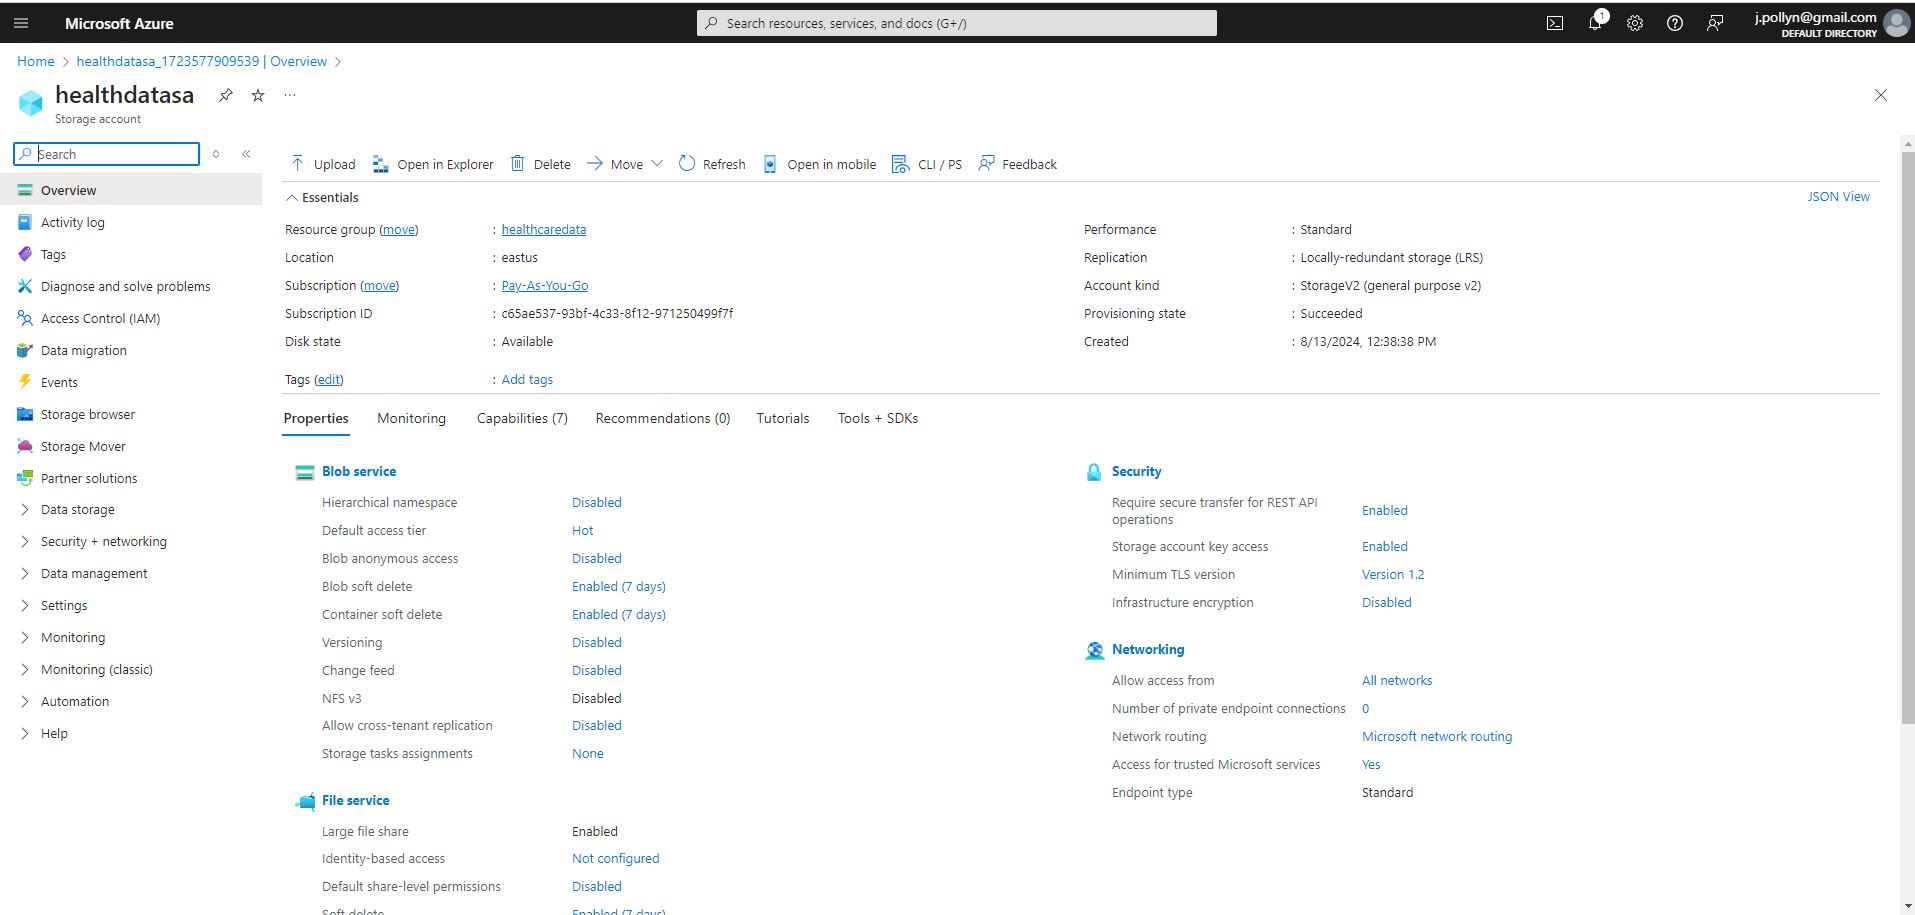 Microsoft Azure
Search resources, services, and docs (G+/)
1
j.pollyn@gmail.com
DEFAULT DIRECTORY
Home > healthdatasa_1723577909539 | Overview >
healthdatasa
Storage account
Search
Overview
Activity log
Tags
Diagnose and solve problems
Access Control (IAM)
Data migration
Events
Storage browser
Storage Mover
Partner solutions
Data storage
Security + networking
Data management
Settings
Monitoring
Monitoring (classic)
Automation
Help
Upload Open in Explorer Delete Move Refresh Open in mobile CLI / PS Feedback
Essentials
JSON View
Resource group (move) : healthcaredata
Location : eastus
Subscription (move) : Pay-As-You-Go
Subscription ID : c65ae537-93bf-4c33-8f12-971250499f7f
Disk state : Available
Tags (edit) : Add tags
Performance : Standard
Replication : Locally-redundant storage (LRS)
Account kind : StorageV2 (general purpose v2)
Provisioning state : Succeeded
Created : 8/13/2024, 12:38:38 PM
Properties Monitoring Capabilities (7) Recommendations (0) Tutorials Tools + SDKs
Blob service
Hierarchical namespace Disabled
Default access tier Hot
Blob anonymous access Disabled
Blob soft delete Enabled (7 days)
Container soft delete Enabled (7 days)
Versioning Disabled
Change feed Disabled
NFS v3 Disabled
Allow cross-tenant replication Disabled
Storage tasks assignments None
File service
Large file share Enabled
Identity-based access Not configured
Default share-level permissions Disabled
Soft delete Enabled (7 days)
Security
Require secure transfer for REST API
operations Enabled
Storage account key access Enabled
Minimum TLS version Version 1.2
Infrastructure encryption Disabled
Networking
Allow access from All networks
Number of private endpoint connections 0
Network routing Microsoft network routing
Access for trusted Microsoft services Yes
Endpoint type Standard